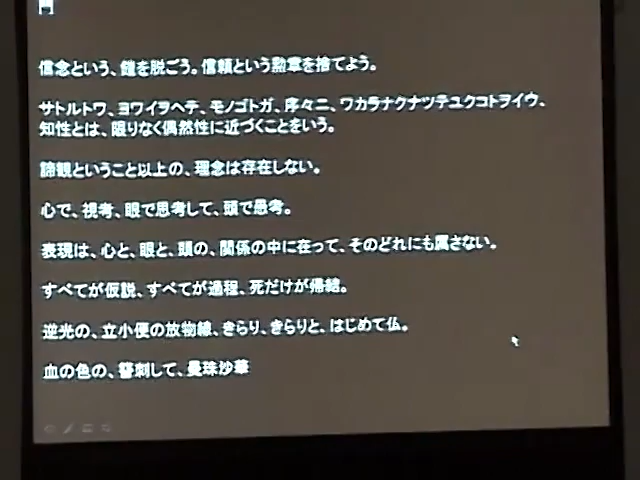 信念という、鎧を脱ごう。信頼という勲章を捨てよう。
サトルトワ、ヨワイヲヘテ、モノゴトガ、序々ニ、ワカラナクナツテユクコトヲイウ、
知性とは、限りなく偶然性に近づくことをいう。
諦観ということ以上の、理念は存在しない。
心で、視考、眼で思考して、頭で愚考。
表現は、心と、眼と、頭の、関係の中に在って、そのどれにも属さない。
すべてが仮説、すべてが過程、死だけが帰結。
逆光の、立小便の放物線、きらり、きらりと、はじめて仏。
血の色の、簪刺して、曼珠沙華